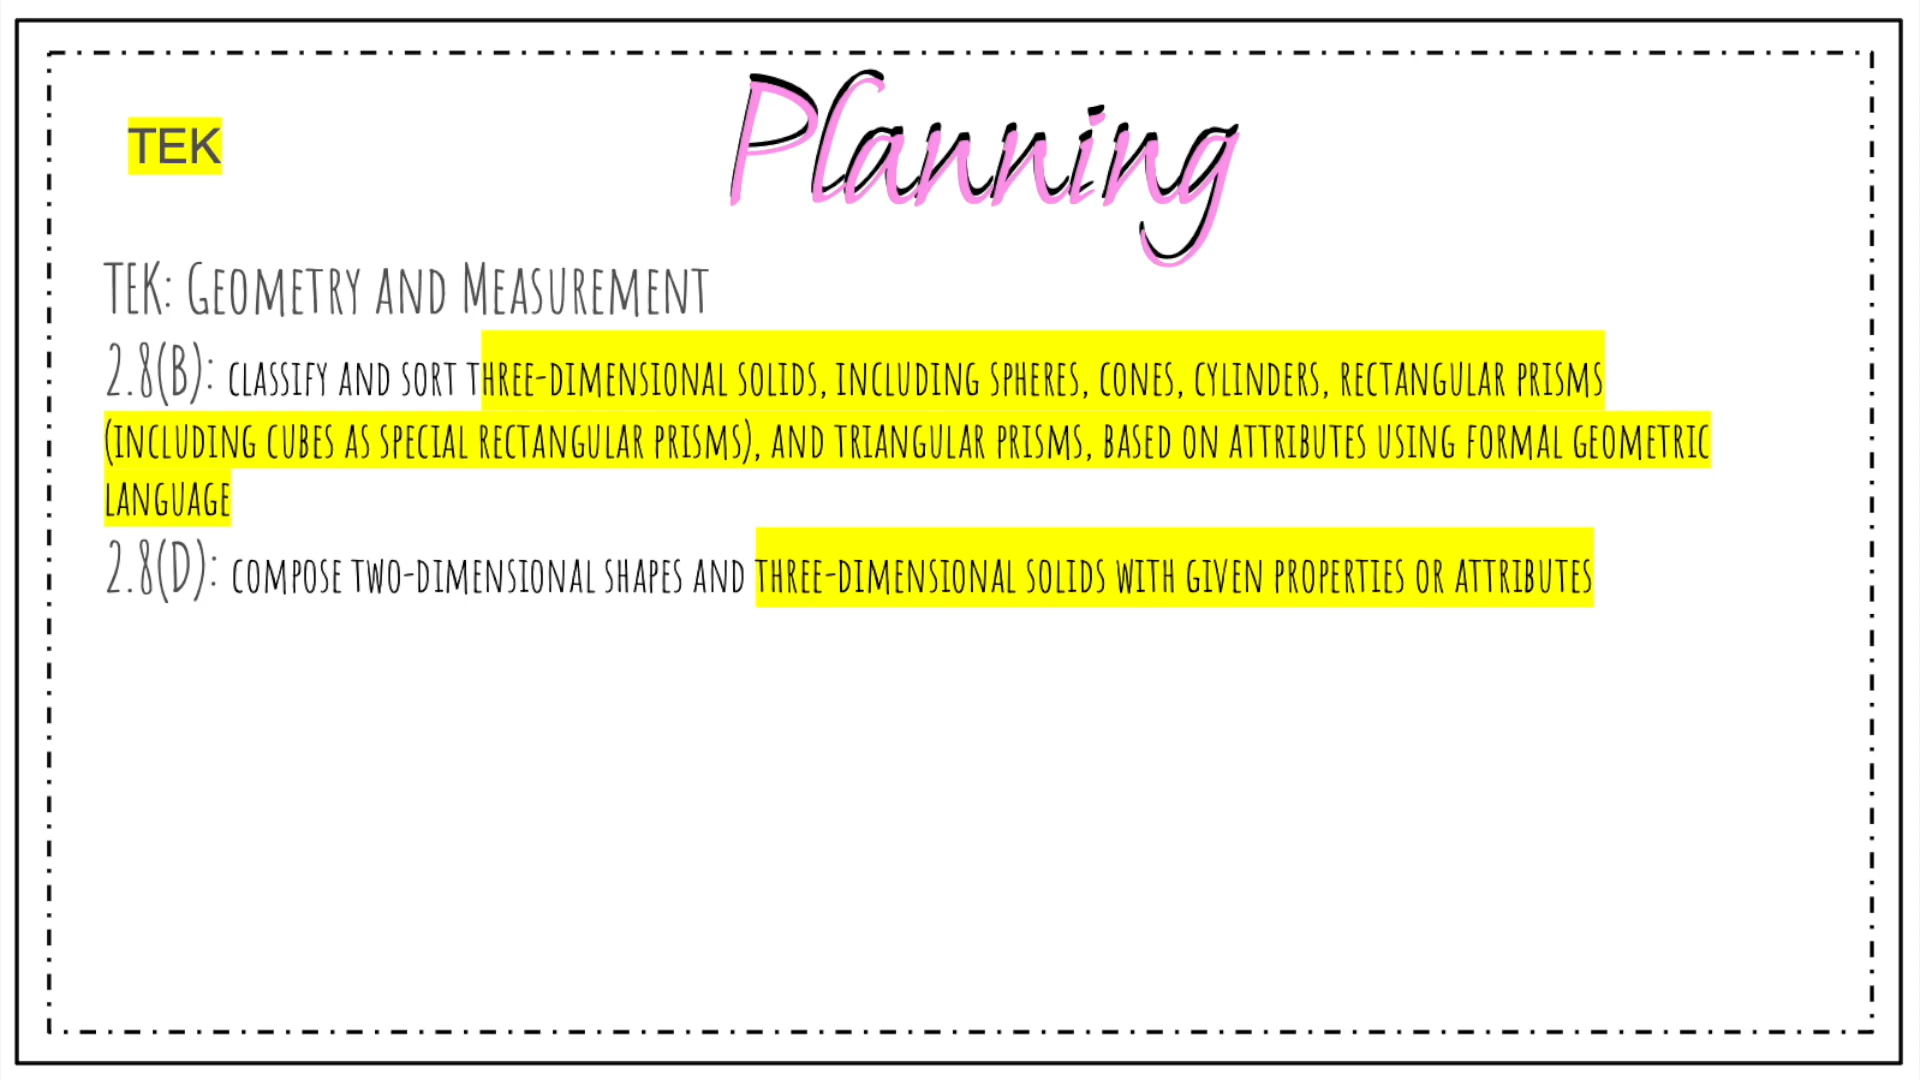 Planning
TEK
TEK: Geometry and Measurement
2.8(B): classify and sort three-dimensional solids, including spheres, cones, cylinders, rectangular prisms
(including cubes as special rectangular prisms), and triangular prisms, based on attributes using formal geometric
language
2.8(D): compose two-dimensional shapes and three-dimensional solids with given properties or attributes